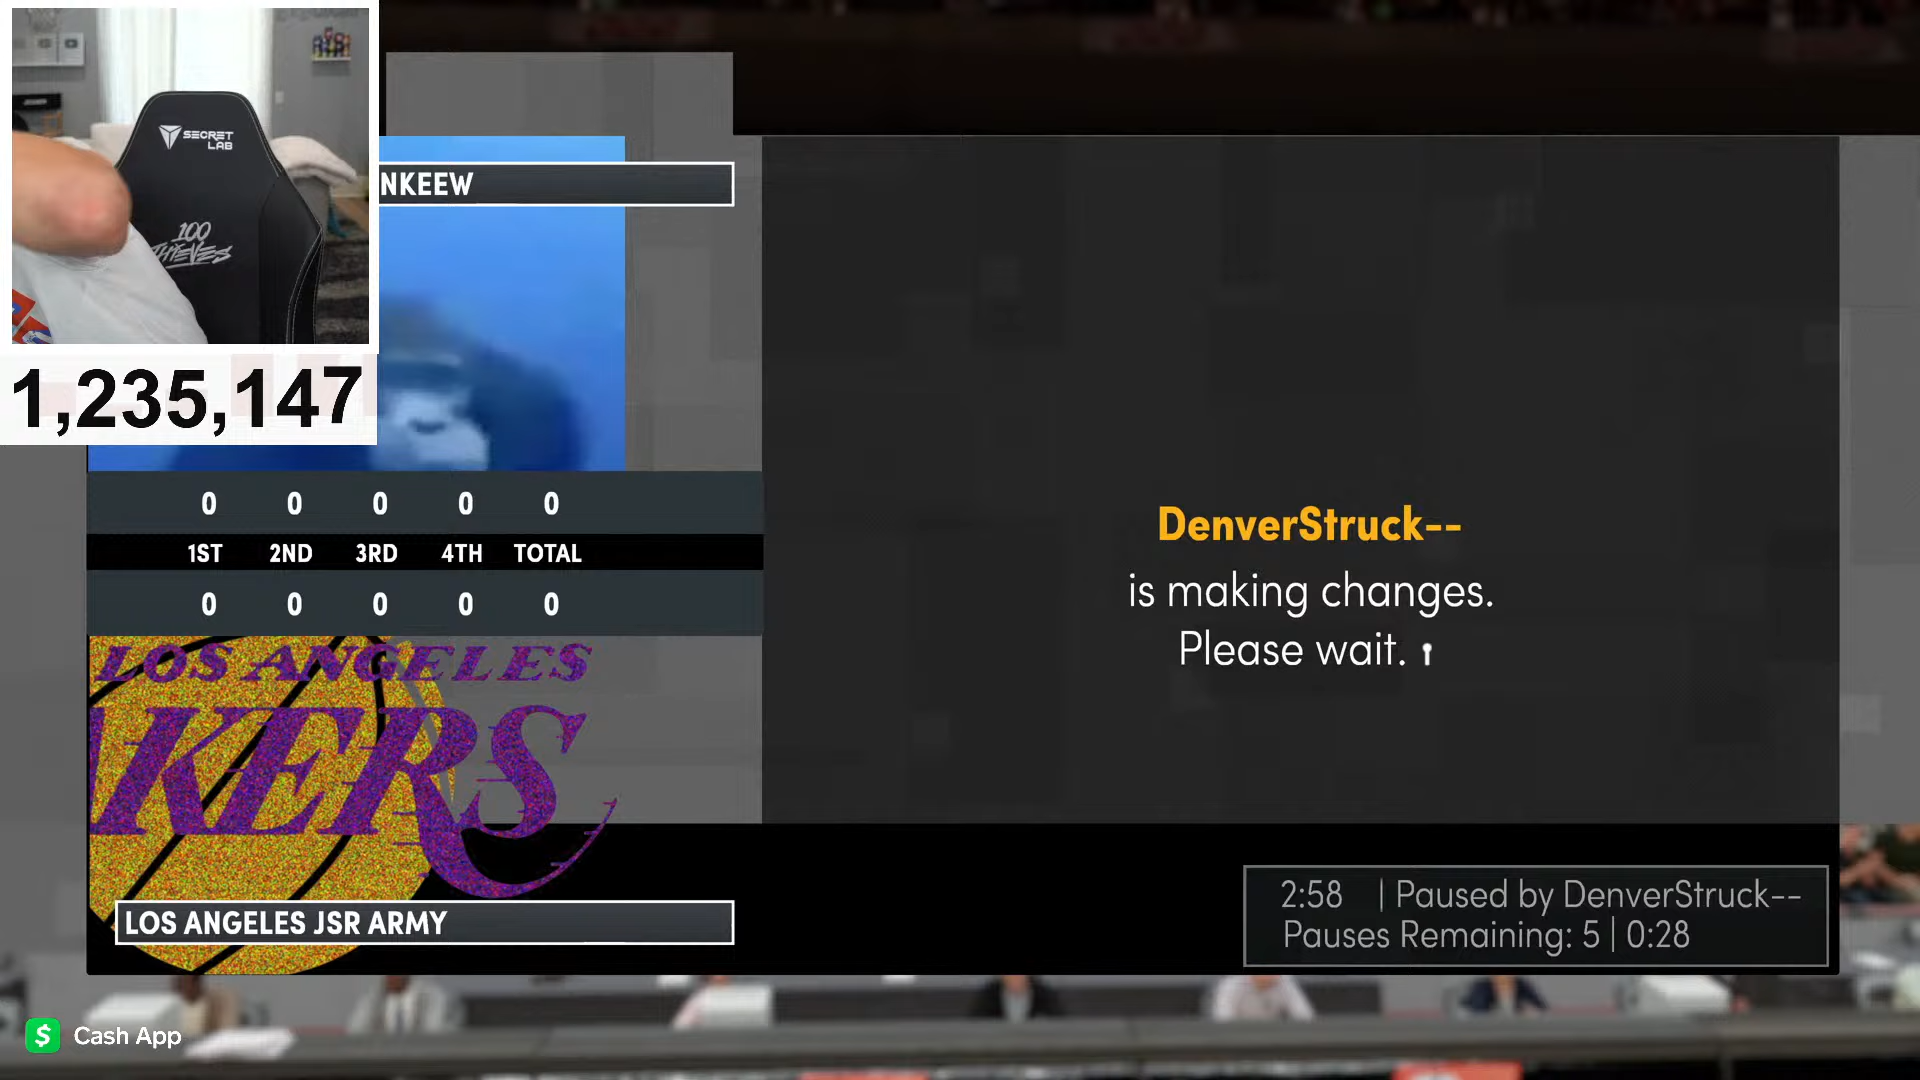 SECRET
LAB
100
THIEVES
1,235,147
NKEEW
0 0 0 0 0
1ST 2ND 3RD 4TH TOTAL
0 0 0 0 0
LOS ANGELES
KERS
LOS ANGELES JSR ARMY
DenverStruck--
is making changes.
Please wait.
2:58 | Paused by DenverStruck--
Pauses Remaining: 5 | 0:28
$ Cash App